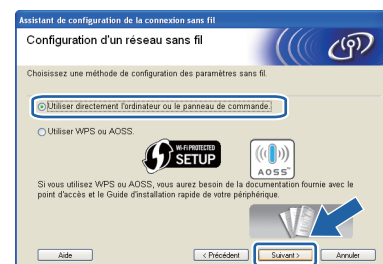 Assistant de configuration de la connexion sans fil
Configuration d'un réseau sans fil
Choisissez une méthode de configuration des paramètres sans fil.
Utiliser directement l'ordinateur ou le panneau de commande.
Utiliser WPS ou AOSS.
WI-FI PROTECTED
SETUP
AOSS
Si vous utilisez WPS ou AOSS, vous aurez besoin de la documentation fournie avec le
point d'accès et le Guide d'installation rapide de votre périphérique.
Aide
< Précédent
Suivant >
Annuler